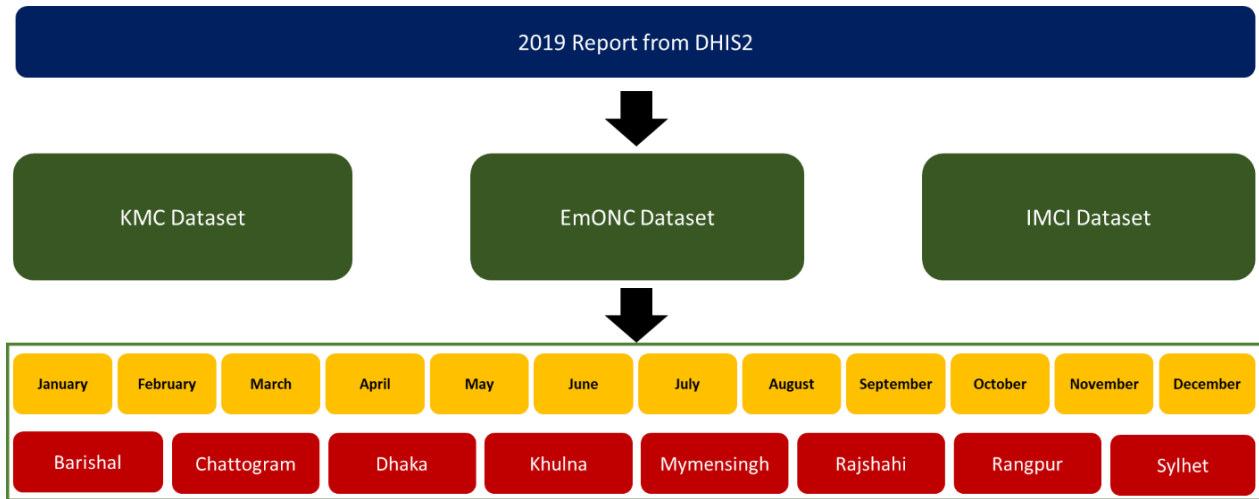 2019 Report from DHIS2
KMC Dataset
EmONC Dataset
IMCI Dataset
January February March April May June July August September October November December
Barishal Chattogram Dhaka Khulna Mymensingh Rajshahi Rangpur Sylhet